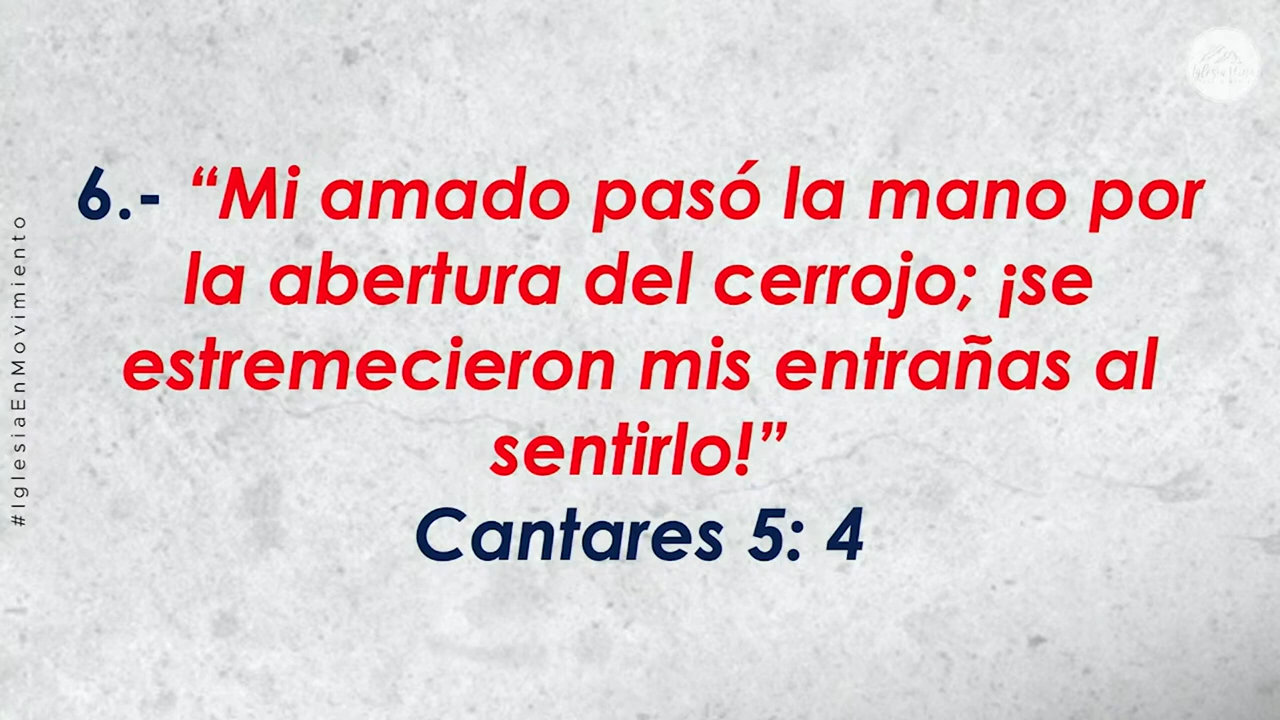 6.- “Mi amado pasó la mano por
la abertura del cerrojo; ¡se
estremecieron mis entrañas al
sentirlo!”
Cantares 5: 4
#IglesiaEnMovimiento